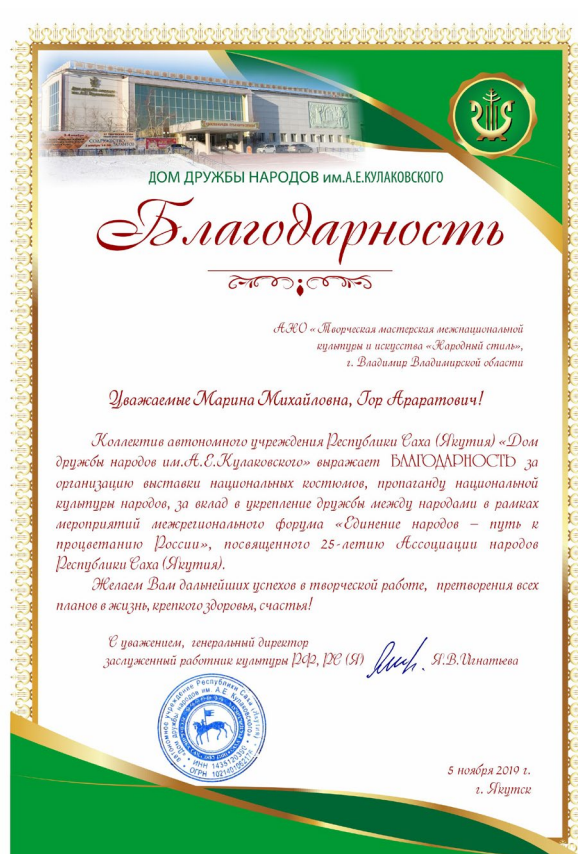 ДОМ ДРУЖБЫ НАРОДОВ им.А.Е.КУЛАКОВСКОГО
Благодарность
АНО «Творческая мастерская межнациональной
культуры и искусства «Народный стиль»,
г. Владимир Владимирской области
Уважаемые Марина Михайловна, Гор Араратович!
Коллектив автономного учреждения Республики Саха (Якутия) «Дом
дружбы народов им.А.Е.Кулаковского» выражает БЛАГОДАРНОСТЬ за
организацию выставки национальных костюмов, пропаганду национальной
культуры народов, за вклад в укрепление дружбы между народами в рамках
мероприятий межрегионального форума «Единение народов – путь к
процветанию России», посвященного 25-летию Ассоциации народов
Республики Саха (Якутия).
Желаем Вам дальнейших успехов в творческой работе, претворения всех
планов в жизнь, крепкого здоровья, счастья!
С уважением, генеральный директор
заслуженный работник культуры РФ, РС (Я) Я.В.Игнатьева
5 ноября 2019 г.
г. Якутск